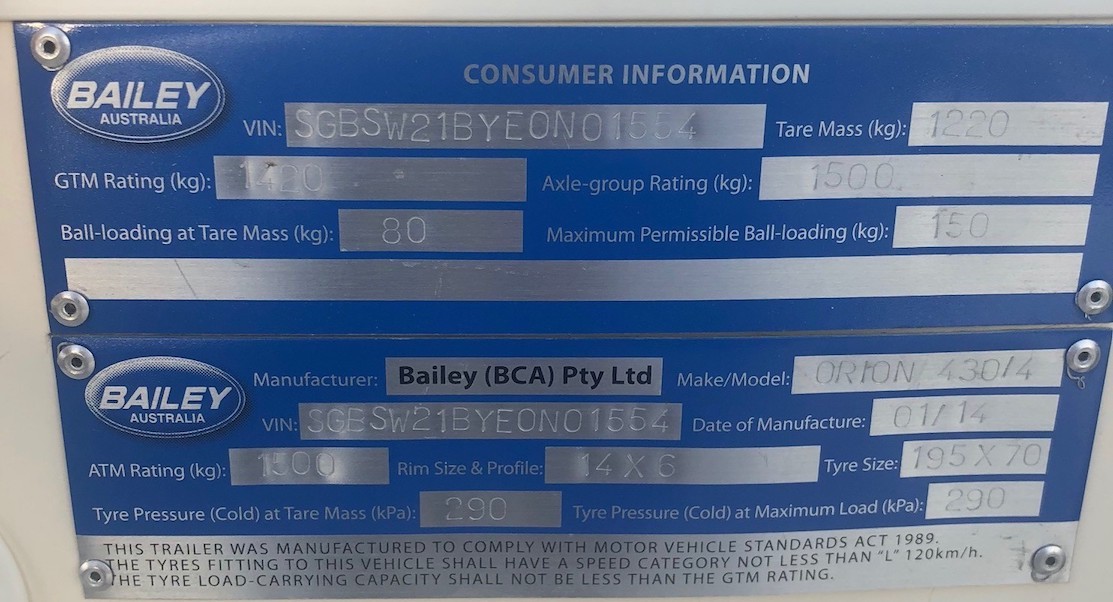 BAILEY
AUSTRALIA
CONSUMER INFORMATION
VIN: SGBSW21BYE0N01554 Tare Mass (kg): 1220
GTM Rating (kg): 1420 Axle-group Rating (kg): 1500
Ball-loading at Tare Mass (kg): 80 Maximum Permissible Ball-loading (kg): 150
BAILEY
AUSTRALIA
Manufacturer: Bailey (BCA) Pty Ltd Make/Model: ORION 430/4
VIN: SGBSW21BYE0N01554 Date of Manufacture: 01/14
ATM Rating (kg): 1500 Rim Size & Profile: 14 X 6 Tyre Size: 195 X 70
Tyre Pressure (Cold) at Tare Mass (kPa): 290 Tyre Pressure (Cold) at Maximum Load (kPa): 290
THIS TRAILER WAS MANUFACTURED TO COMPLY WITH MOTOR VEHICLE STANDARDS ACT 1989.
THE TYRES FITTING TO THIS VEHICLE SHALL HAVE A SPEED CATEGORY NOT LESS THAN "L" 120km/h.
THE TYRE LOAD-CARRYING CAPACITY SHALL NOT BE LESS THAN THE GTM RATING.